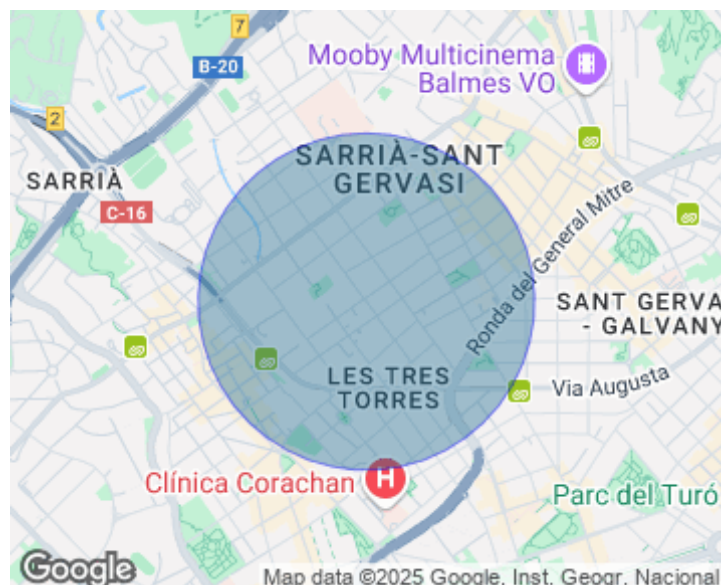 7
B-20
Mooby Multicinema
Balmes VO
2
SARRIÀ
SARRIÀ-SANT
GERVASI
C-16
Ronda del General Mitre
SANT GERVA
- GALVANY
LES TRES
TORRES
Via Augusta
Clínica Corachan
H
Parc del Turó
Google
Map data ©2025 Google, Inst. Geogr. Nacional